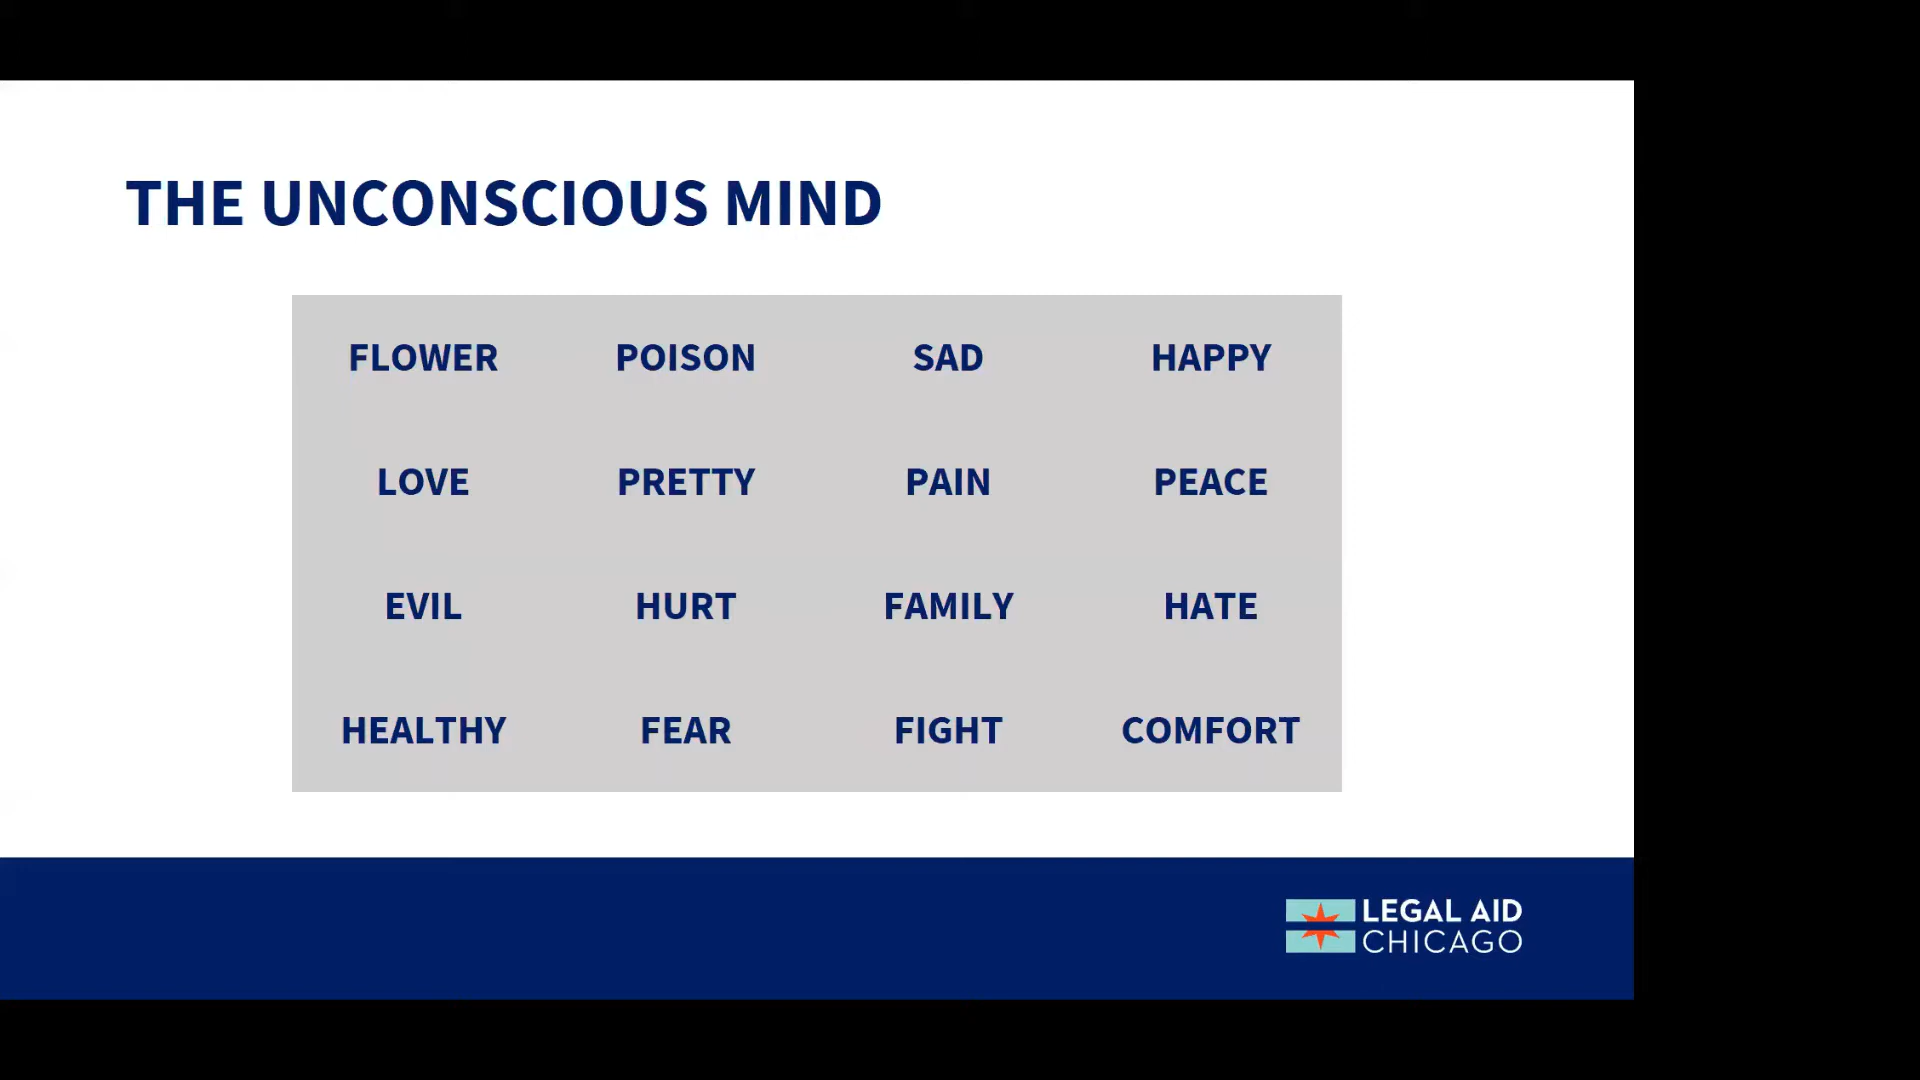 THE UNCONSCIOUS MIND
FLOWER POISON SAD HAPPY
LOVE PRETTY PAIN PEACE
EVIL HURT FAMILY HATE
HEALTHY FEAR FIGHT COMFORT
LEGAL AID
CHICAGO